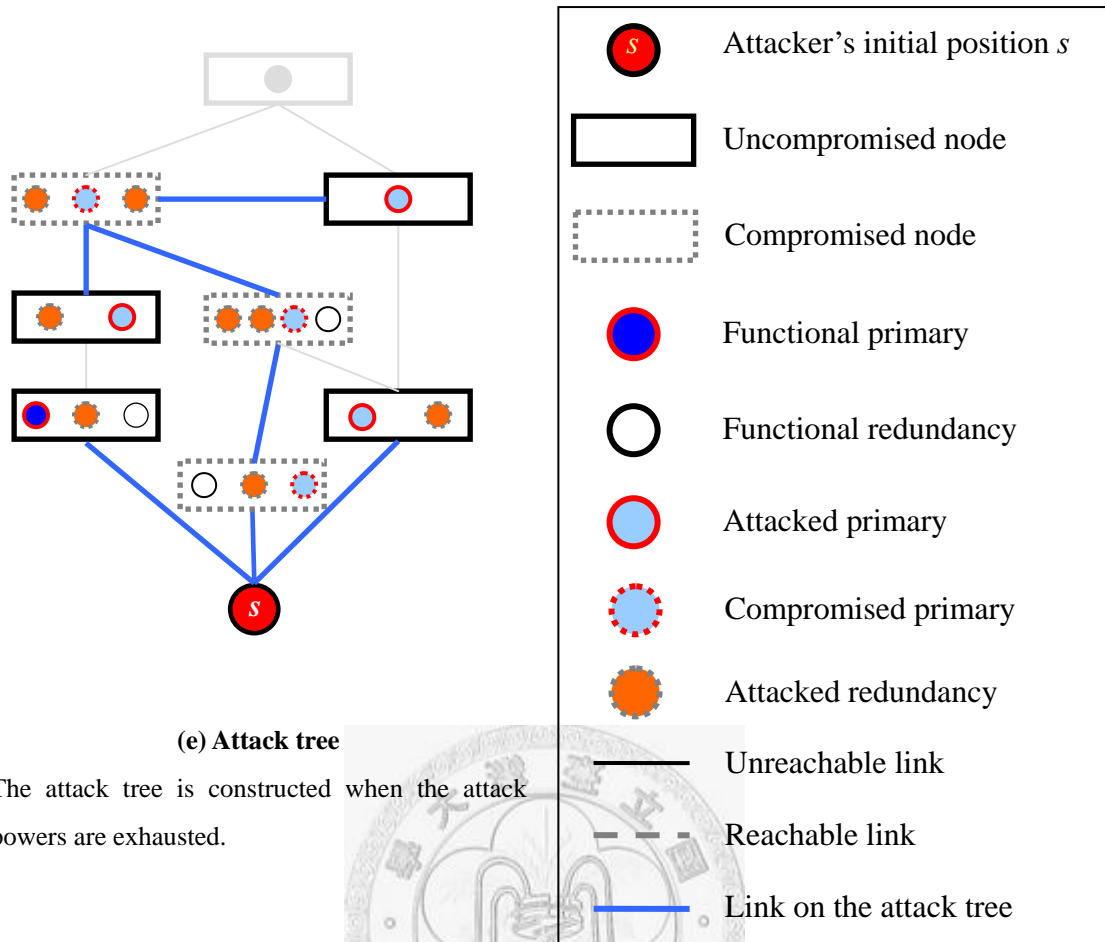 s
Attacker's initial position s
Uncompromised node
Compromised node
Functional primary
Functional redundancy
s
Attacked primary
Compromised primary
Attacked redundancy
(e) Attack tree
Unreachable link
The attack tree is constructed when the attack
powers are exhausted.
Reachable link
Link on the attack tree